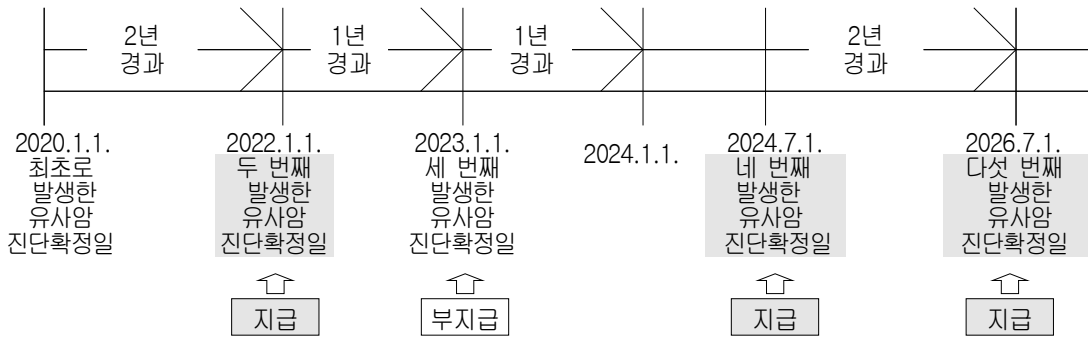 2년
경과
1년
경과
1년
경과
2년
경과
2020.1.1.
최초로
발생한
유사암
진단확정일
2022.1.1.
두 번째
발생한
유사암
진단확정일
2023.1.1.
세 번째
발생한
유사암
진단확정일
2024.1.1.
2024.7.1.
네 번째
발생한
유사암
진단확정일
2026.7.1.
다섯 번째
발생한
유사암
진단확정일
지급
부지급
지급
지급